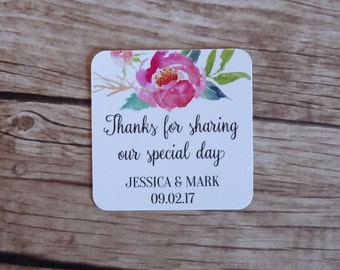 Thanks for sharing
our special day
JESSICA & MARK
09.02.17